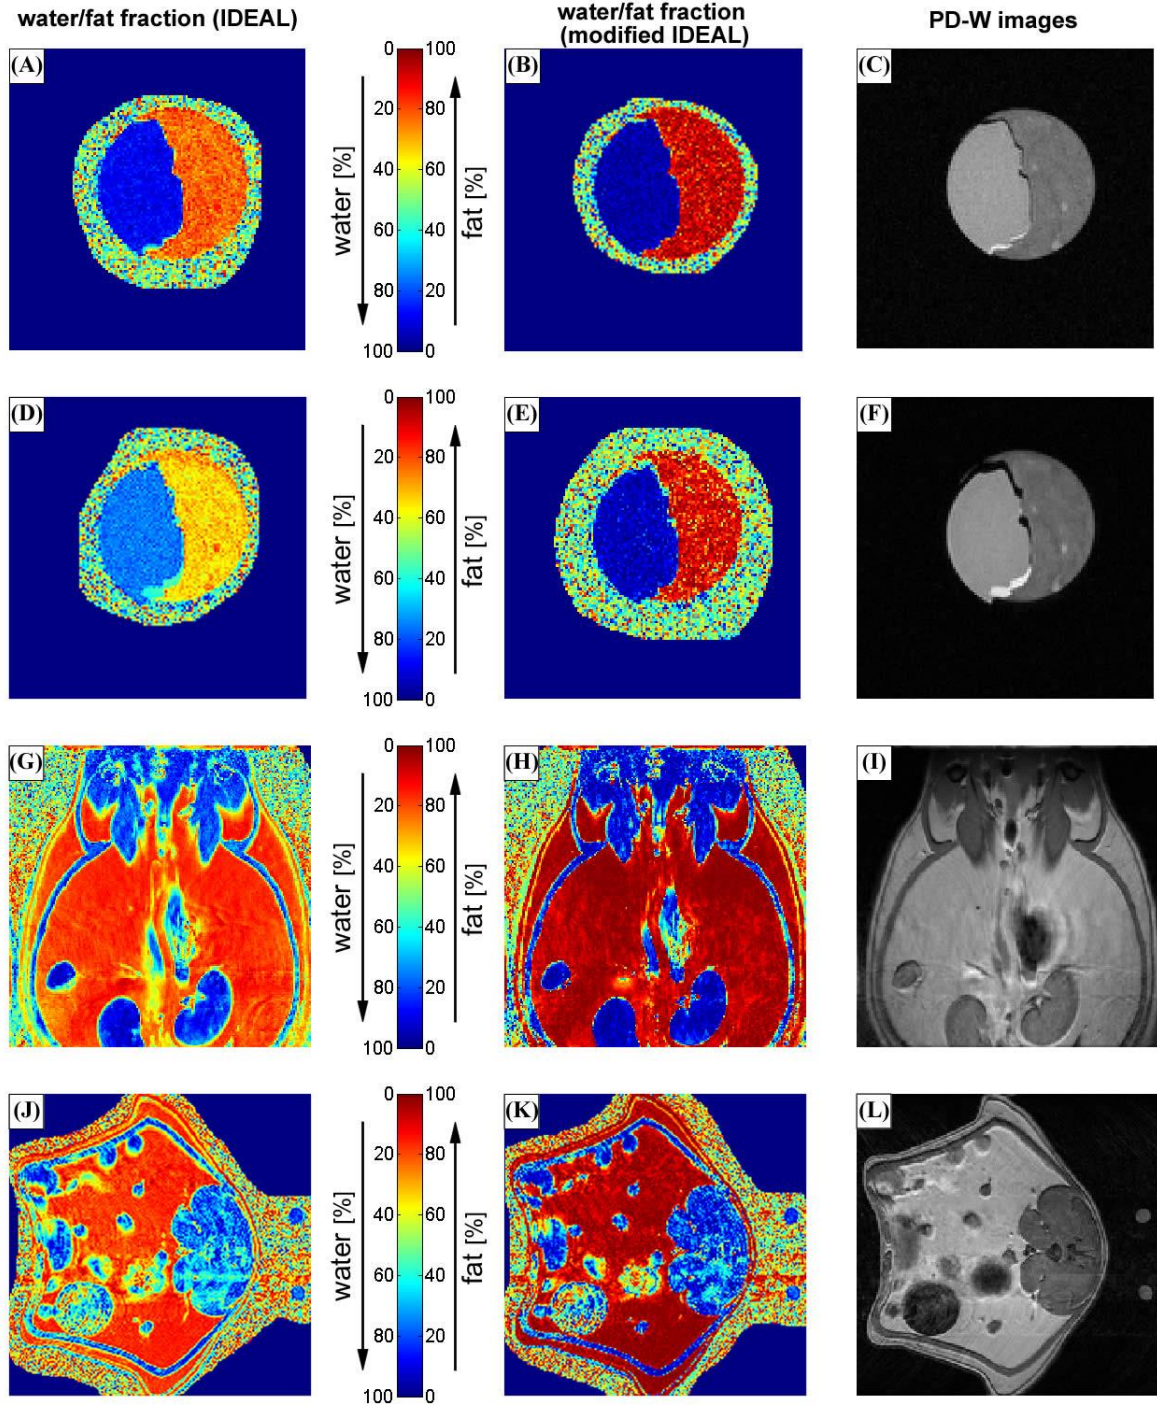 water/fat fraction (IDEAL)
water/fat fraction
(modified IDEAL)
PD-W images
(A)
0
100
20
80
40
60
60
40
80
20
100
0
water [%]
fat [%]
(B)
(C)
(D)
0
100
20
80
40
60
60
40
80
20
100
0
water [%]
fat [%]
(E)
(F)
(G)
0
100
20
80
40
60
60
40
80
20
100
0
water [%]
fat [%]
(H)
(I)
(J)
0
100
20
80
40
60
60
40
80
20
100
0
water [%]
fat [%]
(K)
(L)